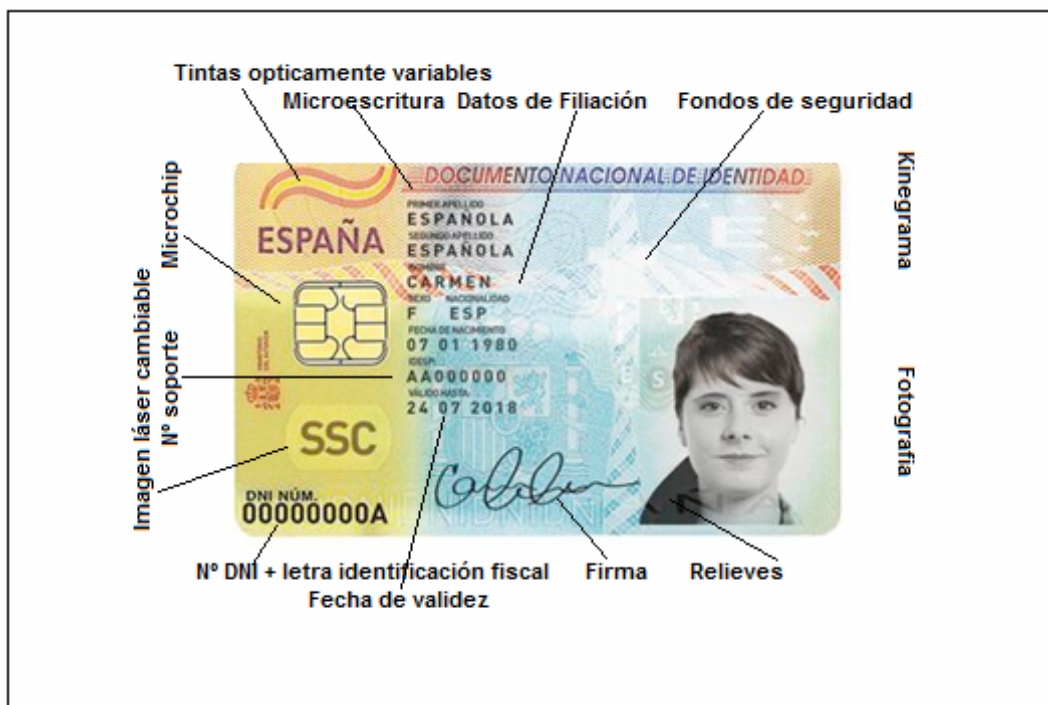 Tintas opticamente variables
Microescritura Datos de Filiación Fondos de seguridad
Microchip
Kinegrama
DOCUMENTO NACIONAL DE IDENTIDAD
ESPAÑA
PRIMER APELLIDO
ESPAÑOLA
SEGUNDO APELLIDO
ESPAÑOLA
NOMBRE
CARMEN
SEXO NACIONALIDAD
F ESP
FECHA DE NACIMIENTO
07 01 1980
IDESP
AA000000
VÁLIDO HASTA
24 07 2018
Imagen láser cambiable
Nº soporte
Fotografia
SSC
DNI NÚM.
00000000A
Nº DNI + letra identificación fiscal Firma Relieves
Fecha de validez